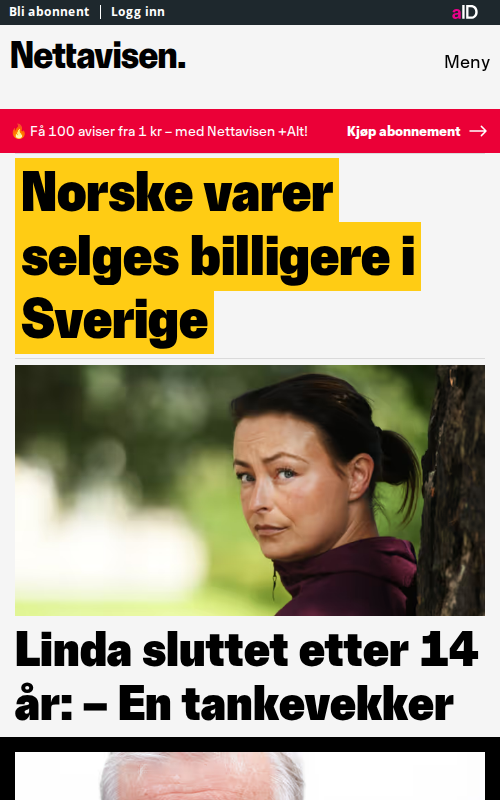 Bli abonnent | Logg inn
aID
Nettavisen.
Meny
🔥 Få 100 aviser fra 1 kr – med Nettavisen +Alt!
Kjøp abonnement →
Norske varer
selges billigere i
Sverige
Linda sluttet etter 14
år: – En tankevekker